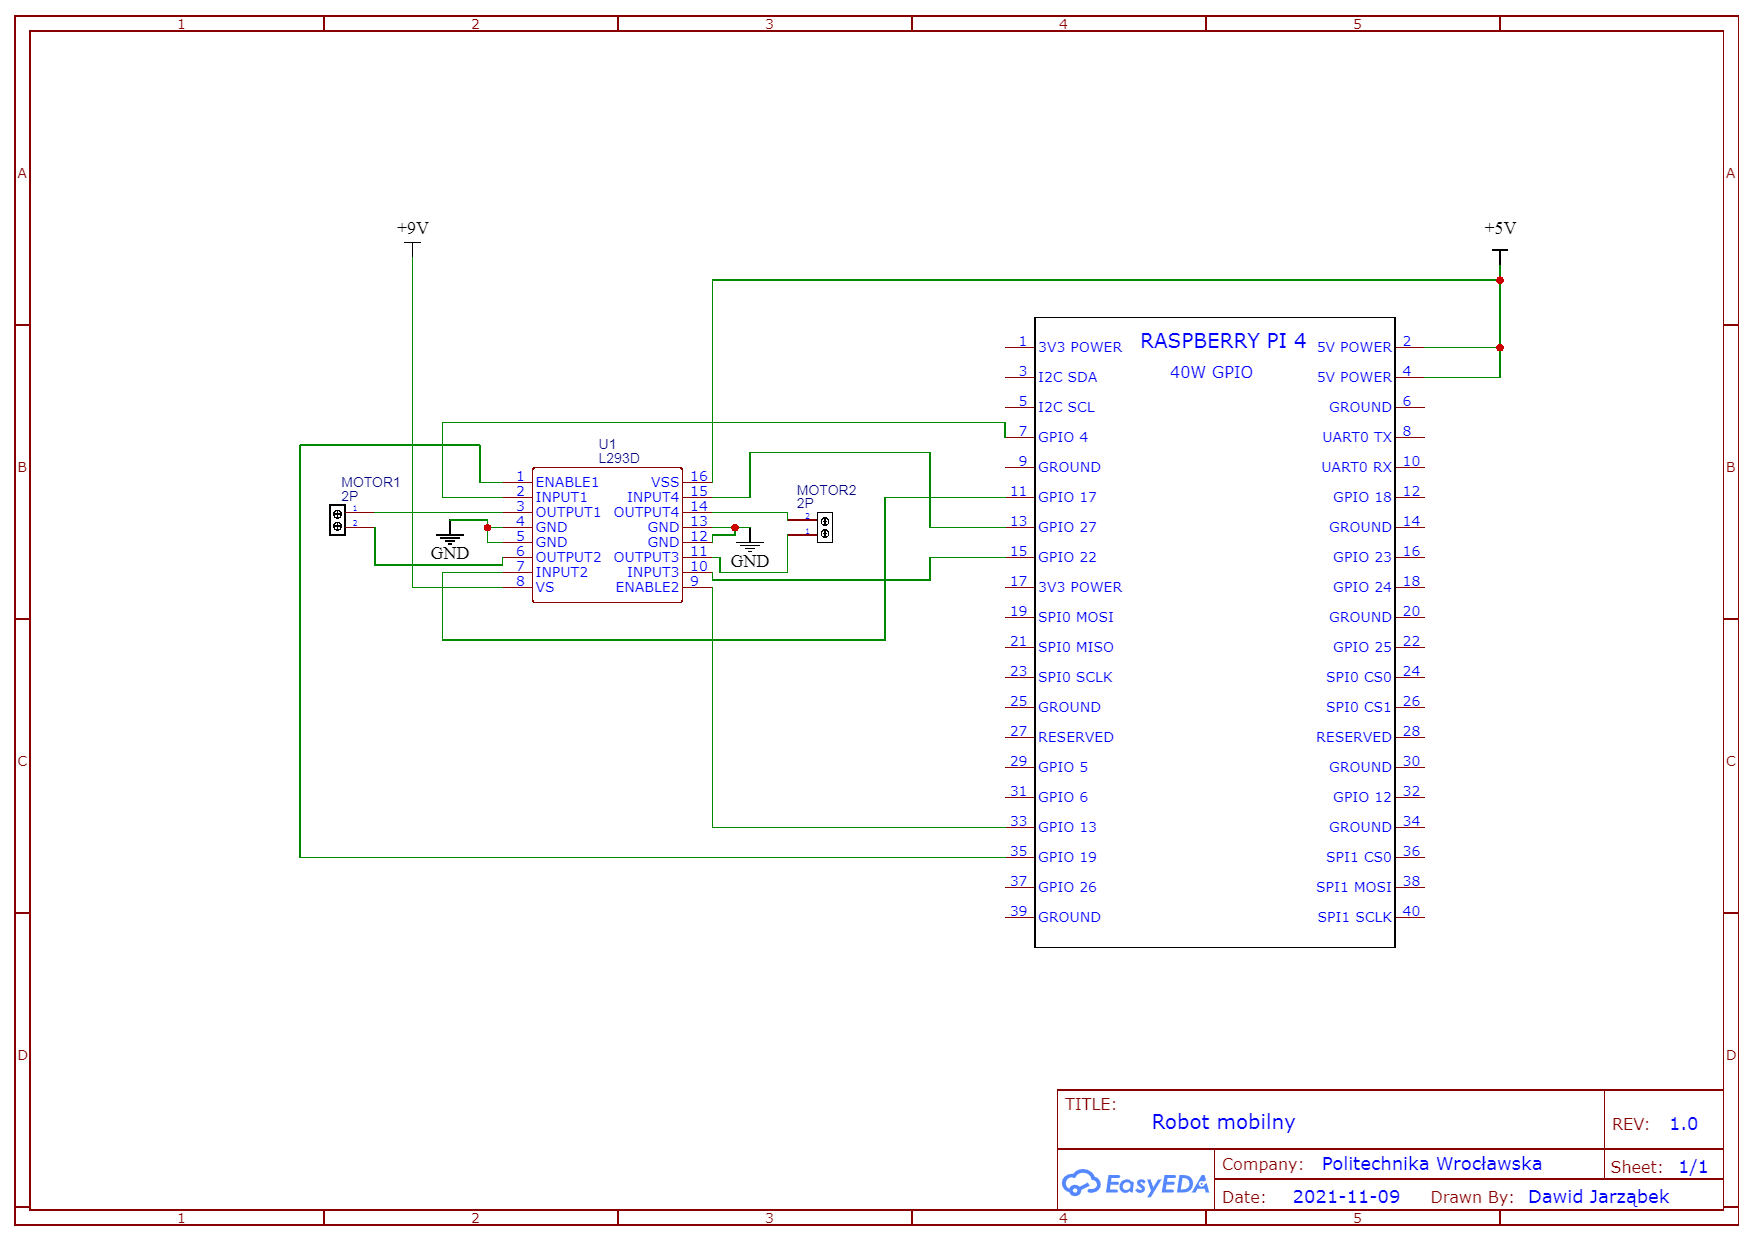 1 2 3 4 5
A A
+9V
+5V
RASPBERRY PI 4
40W GPIO
1 3V3 POWER 5V POWER 2
3 I2C SDA 5V POWER 4
5 I2C SCL GROUND 6
7 GPIO 4 UART0 TX 8
9 GROUND UART0 RX 10
11 GPIO 17 GPIO 18 12
13 GPIO 27 GROUND 14
15 GPIO 22 GPIO 23 16
17 3V3 POWER GPIO 24 18
19 SPI0 MOSI GROUND 20
21 SPI0 MISO GPIO 25 22
23 SPI0 SCLK SPI0 CS0 24
25 GROUND SPI0 CS1 26
27 RESERVED RESERVED 28
29 GPIO 5 GROUND 30
31 GPIO 6 GPIO 12 32
33 GPIO 13 GROUND 34
35 GPIO 19 SPI1 CS0 36
37 GPIO 26 SPI1 MOSI 38
39 GROUND SPI1 SCLK 40
B B
U1
L293D
1 ENABLE1 VSS 16
2 INPUT1 INPUT4 15
3 OUTPUT1 OUTPUT4 14
4 GND GND 13
5 GND GND 12
6 OUTPUT2 OUTPUT3 11
7 INPUT2 INPUT3 10
8 VS ENABLE2 9
MOTOR1
2P
1
2
GND
MOTOR2
2P
2
1
GND
C C
D D
TITLE:
Robot mobilny
REV: 1.0
EasyEDA
Company: Politechnika Wrocławska
Sheet: 1/1
Date: 2021-11-09 Drawn By: Dawid Jarząbek
1 2 3 4 5